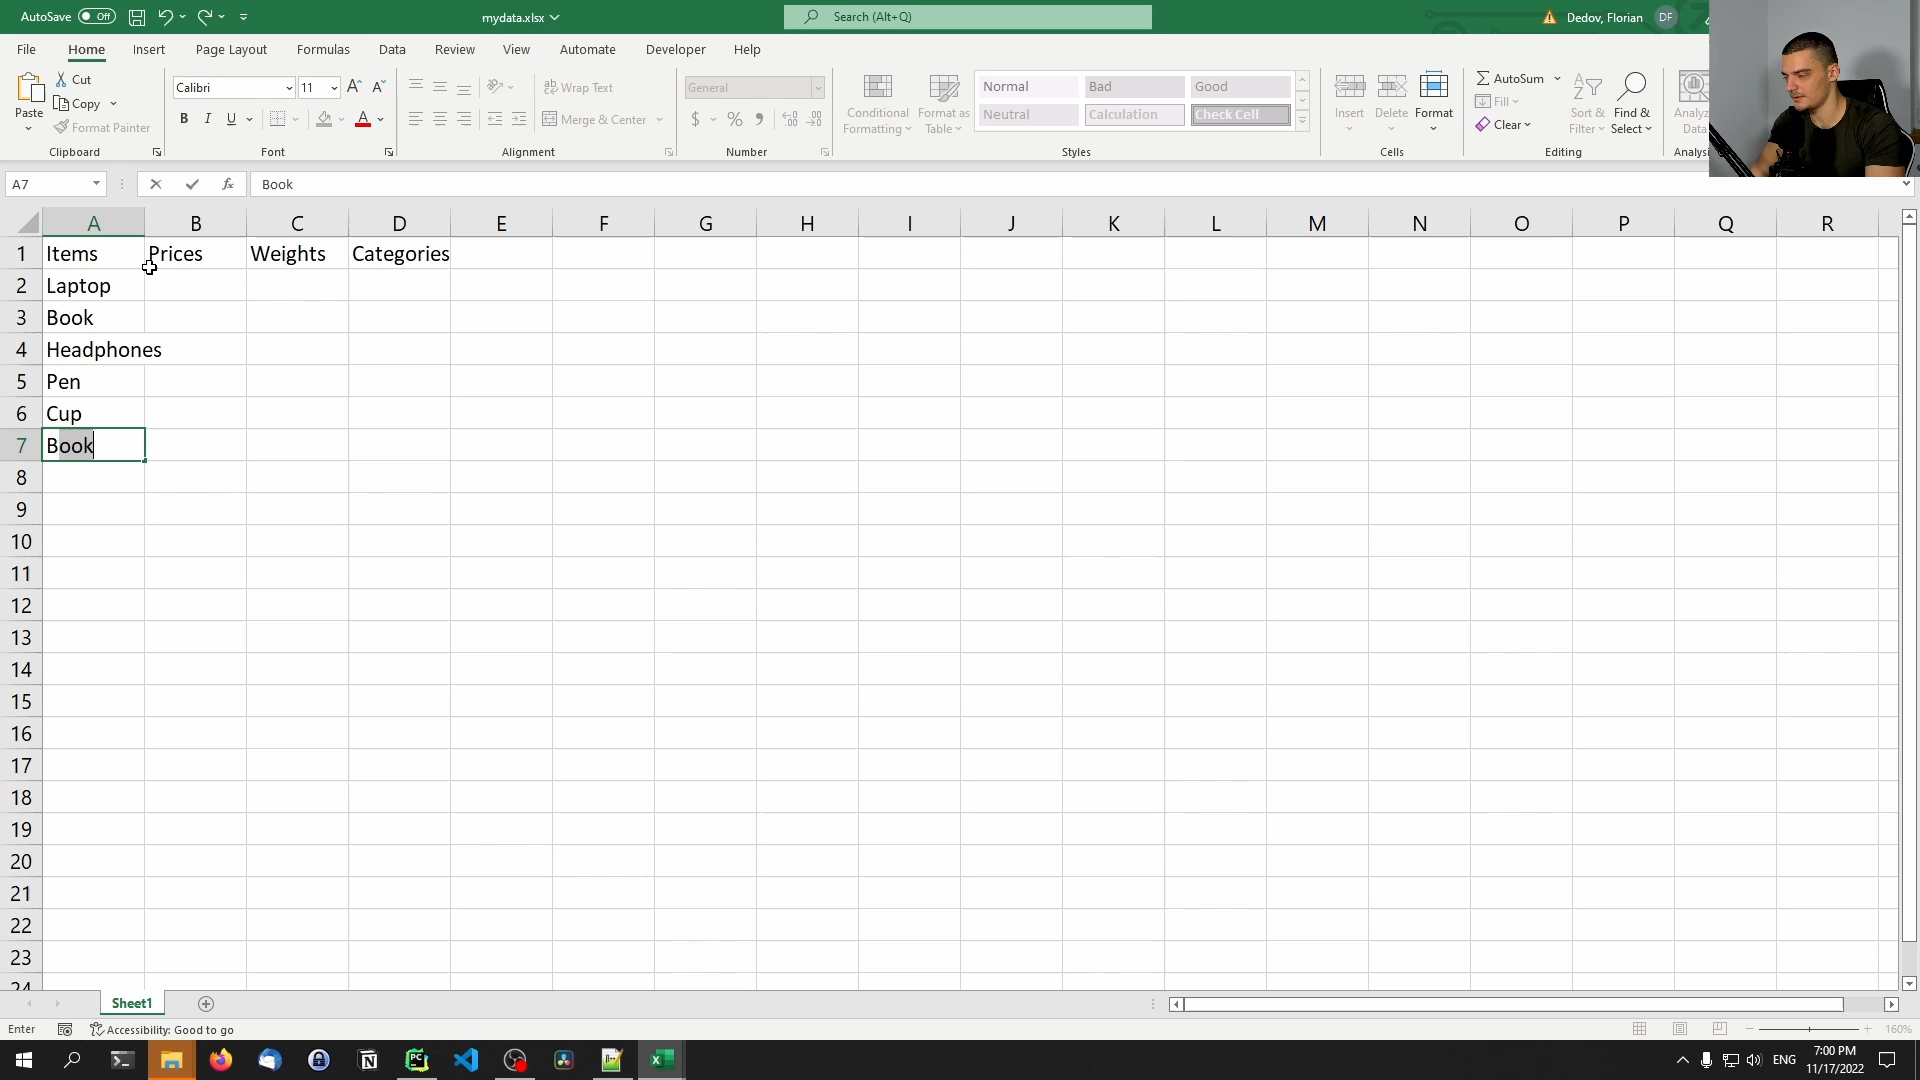 AutoSave Off
mydata.xlsx
Search (Alt+Q)
Dedov, Florian DF
File Home Insert Page Layout Formulas Data Review View Automate Developer Help
Paste
Cut
Copy
Format Painter
Clipboard
Calibri 11
B I U
Font
Wrap Text
Merge & Center
Alignment
General
$ % 9
Number
Conditional Formatting
Format as Table
Normal Bad Good
Neutral Calculation Check Cell
Styles
Insert Delete Format
Cells
AutoSum
Fill
Clear
Sort & Filter
Find & Select
Editing
Analysis
A7
fx
Book
A B C D E F G H I J K L M N O P Q R
1 Items Prices Weights Categories
2 Laptop
3 Book
4 Headphones
5 Pen
6 Cup
7 Book
8
9
10
11
12
13
14
15
16
17
18
19
20
21
22
23
24
Sheet1
Enter
Accessibility: Good to go
160%
ENG
7:00 PM
11/17/2022